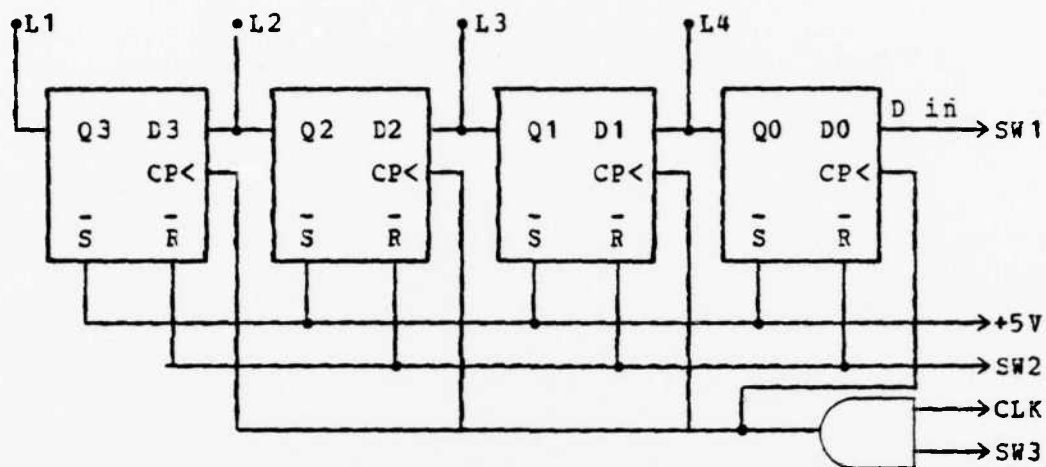 L1 L2 L3 L4
Q3 D3 Q2 D2 Q1 D1 Q0 D0 D in SW1
CP< CP< CP< CP<
S̅ R̅ S̅ R̅ S̅ R̅ S̅ R̅
+5V
SW2
CLK
SW3